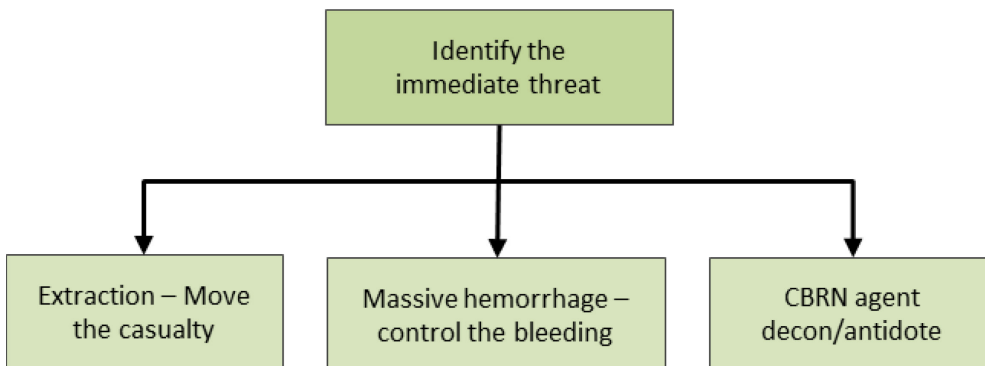 Identify the
immediate threat
Extraction – Move
the casualty
Massive hemorrhage –
control the bleeding
CBRN agent
decon/antidote